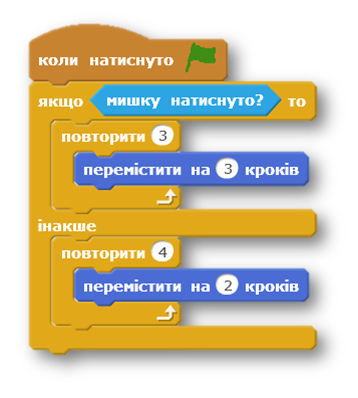 коли натиснуто
якщо мишку натиснуто? то
повторити 3
перемістити на 3 кроків
інакше
повторити 4
перемістити на 2 кроків